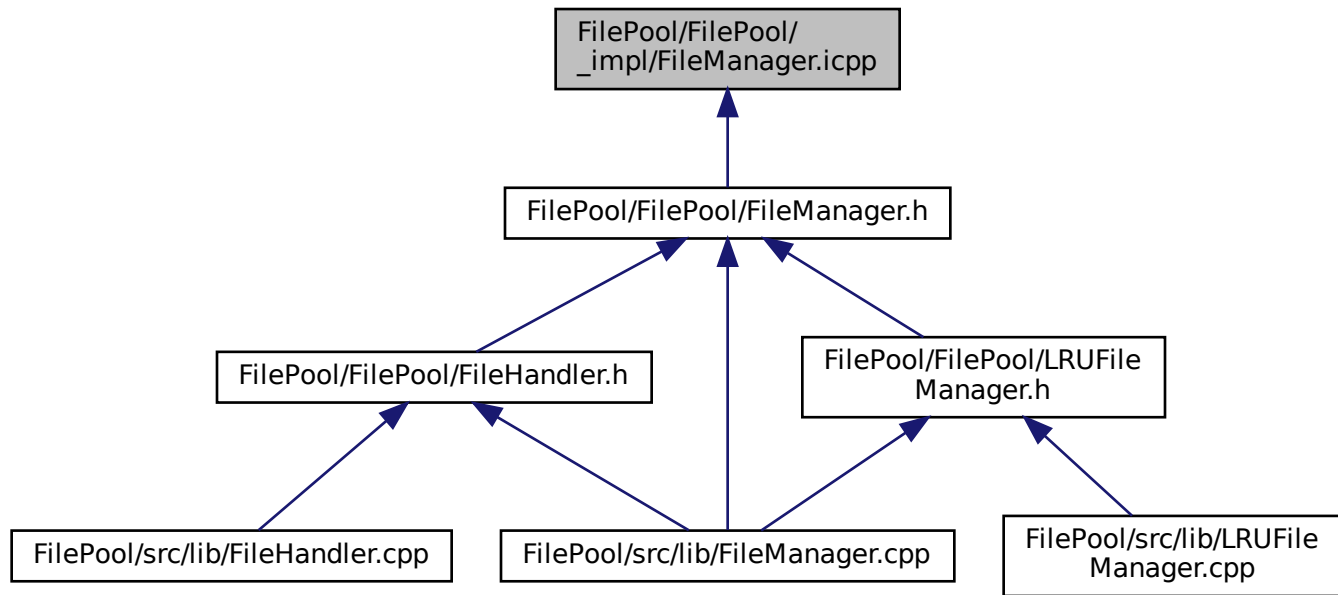 FilePool/FilePool/
_impl/FileManager.icpp
FilePool/FilePool/FileManager.h
FilePool/FilePool/FileHandler.h
FilePool/FilePool/LRUFile
Manager.h
FilePool/src/lib/FileHandler.cpp
FilePool/src/lib/FileManager.cpp
FilePool/src/lib/LRUFile
Manager.cpp